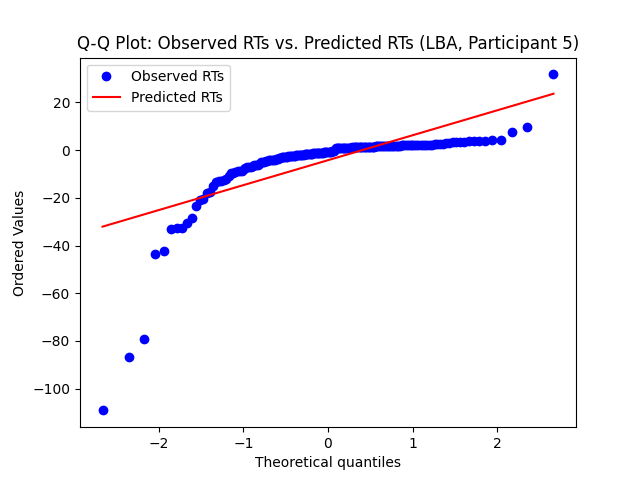 Q-Q Plot: Observed RTs vs. Predicted RTs (LBA, Participant 5)
Observed RTs
Predicted RTs
20
0
−20
−40
−60
−80
−100
Ordered Values
−2
−1
0
1
2
Theoretical quantiles